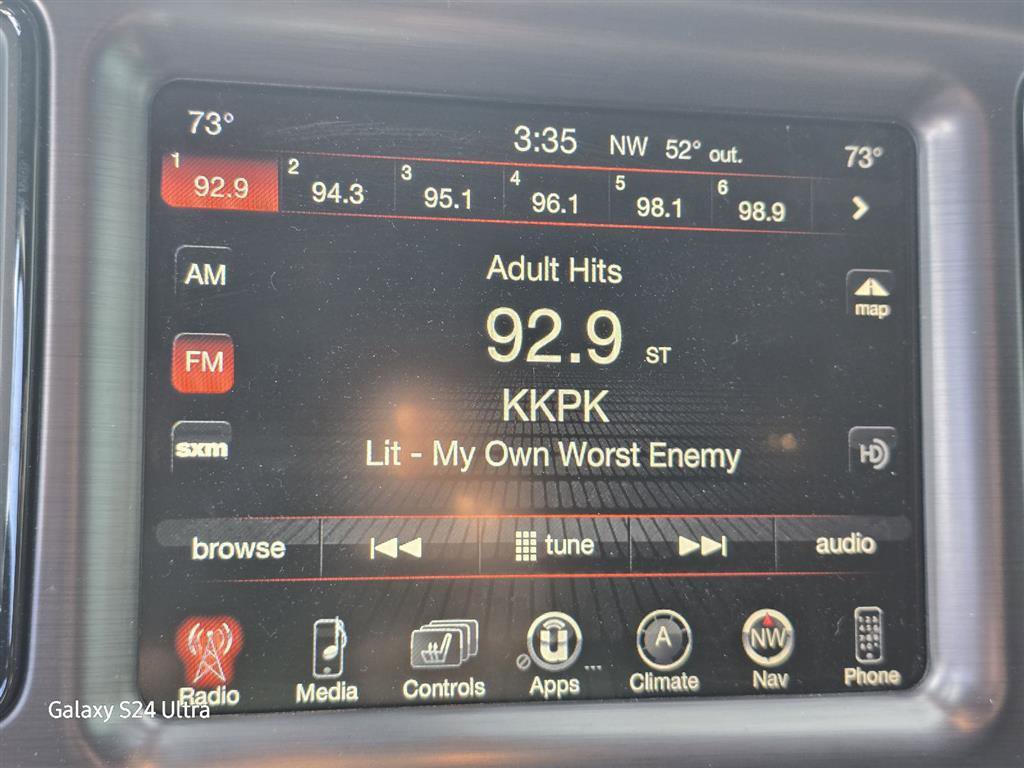 73° 3:35 NW 52° out. 73°
1 92.9 2 94.3 3 95.1 4 96.1 5 98.1 6 98.9
AM
Adult Hits
map
92.9 ST
FM
KKPK
sxm
Lit - My Own Worst Enemy
HD
browse tune audio
A NW
Radio Media Controls Apps ... Climate Nav Phone
Galaxy S24 Ultra